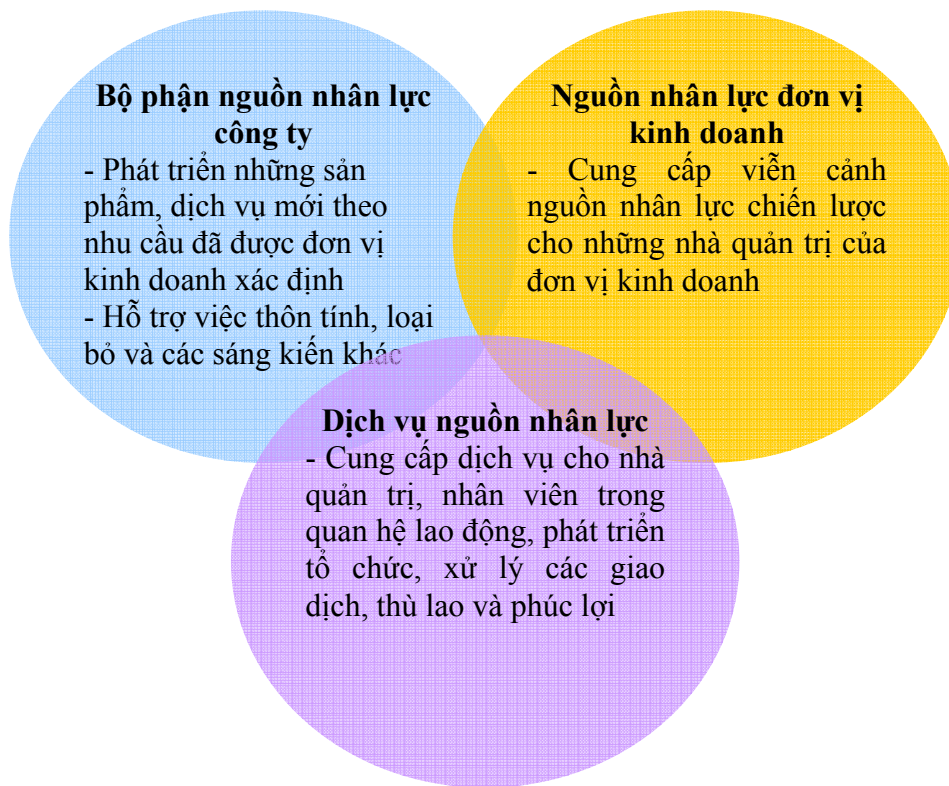 Bộ phận nguồn nhân lực
công ty
- Phát triển những sản
phẩm, dịch vụ mới theo
nhu cầu đã được đơn vị
kinh doanh xác định
- Hỗ trợ việc thôn tính, loại
bỏ và các sáng kiến khác
Nguồn nhân lực đơn vị
kinh doanh
- Cung cấp viễn cảnh
nguồn nhân lực chiến lược
cho những nhà quản trị của
đơn vị kinh doanh
Dịch vụ nguồn nhân lực
- Cung cấp dịch vụ cho nhà
quản trị, nhân viên trong
quan hệ lao động, phát triển
tổ chức, xử lý các giao
dịch, thù lao và phúc lợi